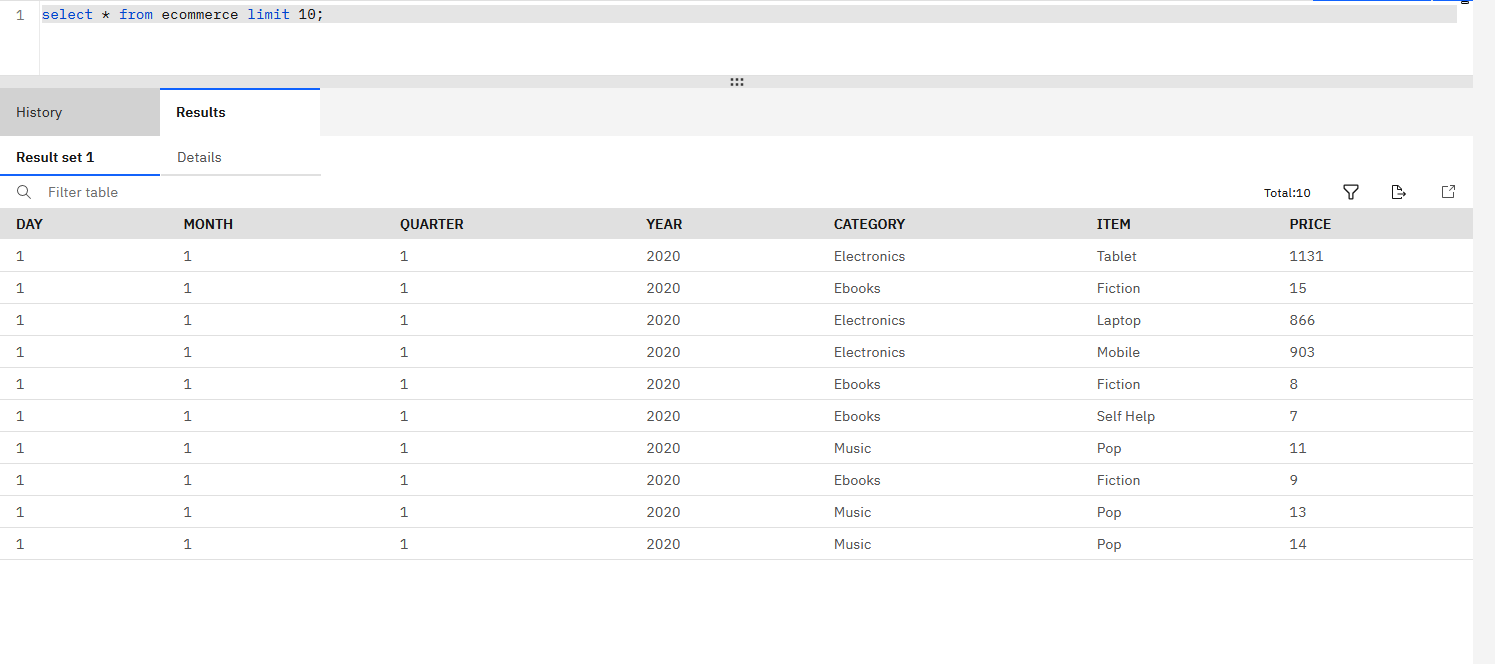 1 select * from ecommerce limit 10;
History Results
Result set 1 Details
Filter table Total:10
DAY MONTH QUARTER YEAR CATEGORY ITEM PRICE
1 1 1 2020 Electronics Tablet 1131
1 1 1 2020 Ebooks Fiction 15
1 1 1 2020 Electronics Laptop 866
1 1 1 2020 Electronics Mobile 903
1 1 1 2020 Ebooks Fiction 8
1 1 1 2020 Ebooks Self Help 7
1 1 1 2020 Music Pop 11
1 1 1 2020 Ebooks Fiction 9
1 1 1 2020 Music Pop 13
1 1 1 2020 Music Pop 14